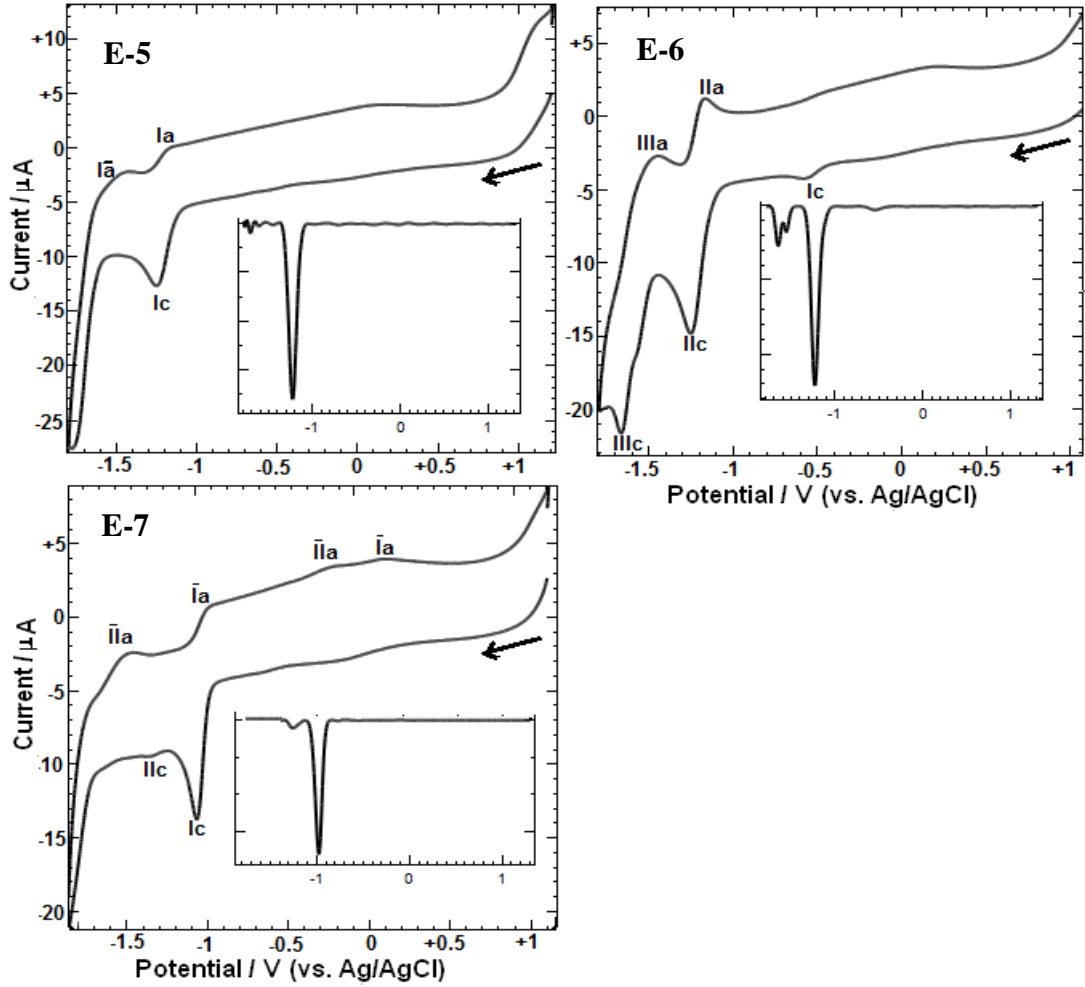 E-5
Current / μA
+10
+5
0
-5
-10
-15
-20
-25
Iā
Ia
Ic
-1
0
1
-1.5
-1
-0.5
0
+0.5
+1
E-6
+5
0
-5
-10
-15
-20
IIa
IIIa
Ic
IIc
IIIc
-1
0
1
-1.5
-1
-0.5
0
+0.5
+1
Potential / V (vs. Ag/AgCl)
E-7
Current / μA
+5
0
-5
-10
-15
-20
ĪIa
Īa
Īa
ĪIa
IIc
Ic
-1
0
1
-1.5
-1
-0.5
0
+0.5
+1
Potential / V (vs. Ag/AgCl)